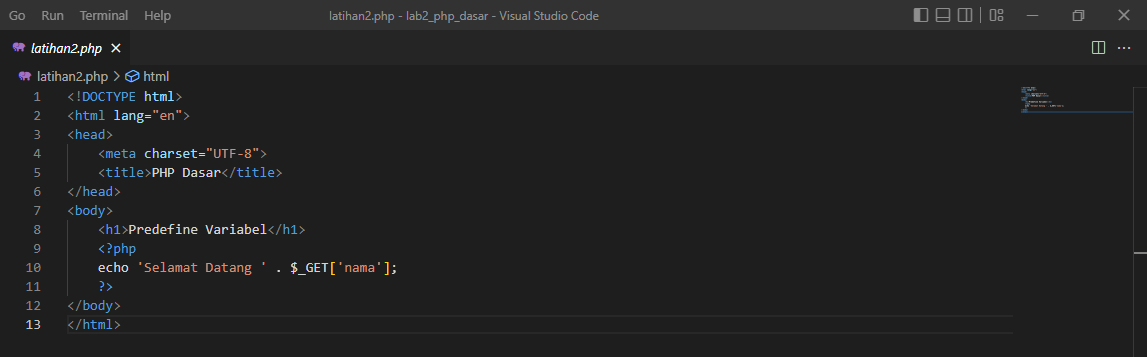 Go Run Terminal Help latihan2.php - lab2_php_dasar - Visual Studio Code
latihan2.php
latihan2.php > html
1 <!DOCTYPE html>
2 <html lang="en">
3 <head>
4     <meta charset="UTF-8">
5     <title>PHP Dasar</title>
6 </head>
7 <body>
8     <h1>Predefine Variabel</h1>
9     <?php
10     echo 'Selamat Datang ' . $_GET['nama'];
11     ?>
12 </body>
13 </html>